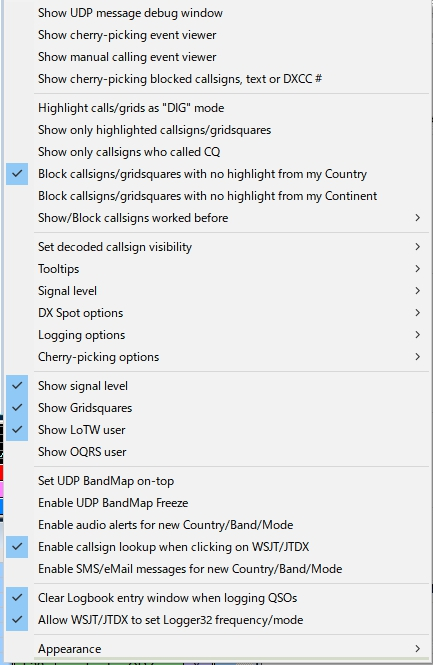 Show UDP message debug window
Show cherry-picking event viewer
Show manual calling event viewer
Show cherry-picking blocked callsigns, text or DXCC #
Highlight calls/grids as "DIG" mode
Show only highlighted callsigns/gridsquares
Show only callsigns who called CQ
Block callsigns/gridsquares with no highlight from my Country
Block callsigns/gridsquares with no highlight from my Continent
Show/Block callsigns worked before
Set decoded callsign visibility
Tooltips
Signal level
DX Spot options
Logging options
Cherry-picking options
Show signal level
Show Gridsquares
Show LoTW user
Show OQRS user
Set UDP BandMap on-top
Enable UDP BandMap Freeze
Enable audio alerts for new Country/Band/Mode
Enable callsign lookup when clicking on WSJT/JTDX
Enable SMS/eMail messages for new Country/Band/Mode
Clear Logbook entry window when logging QSOs
Allow WSJT/JTDX to set Logger32 frequency/mode
Appearance